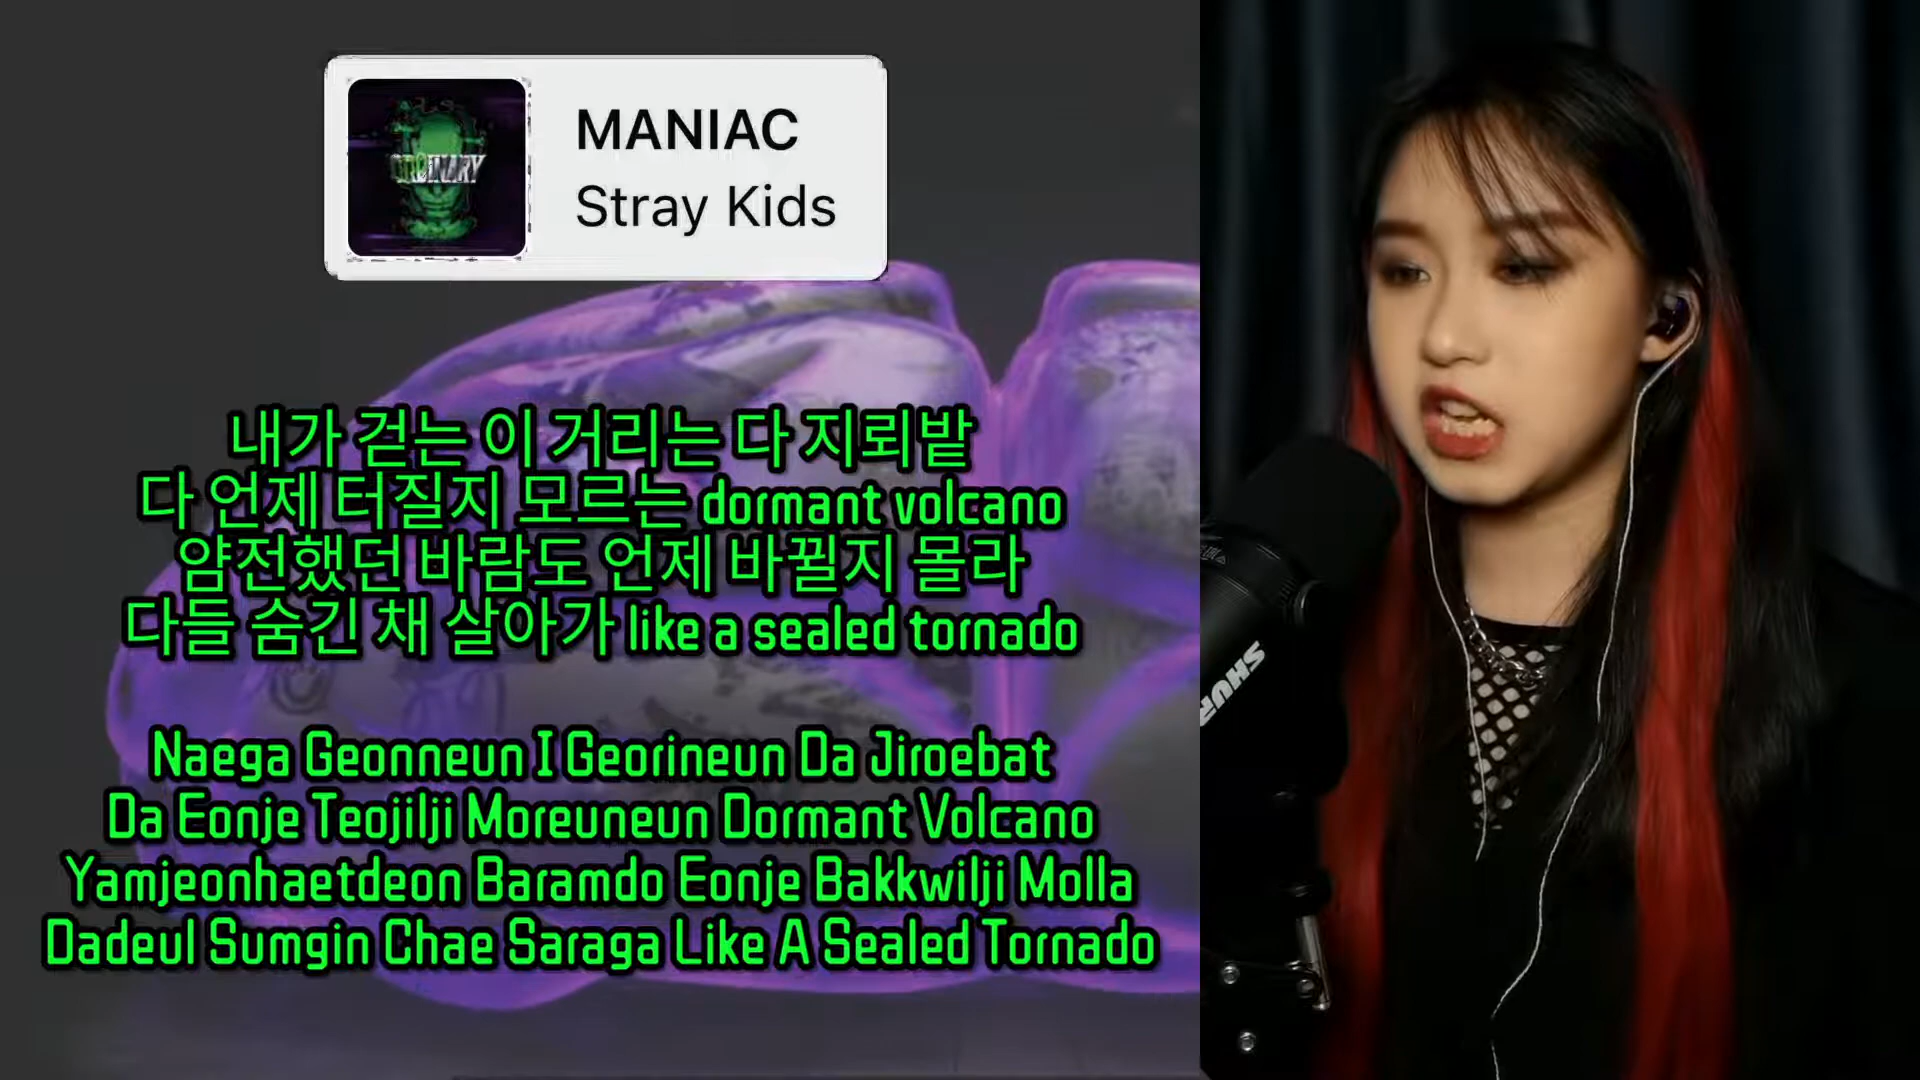 MANIAC
Stray Kids
ODDINARY
내가 걷는 이 거리는 다 지뢰밭
다 언제 터질지 모르는 dormant volcano
얌전했던 바람도 언제 바뀔지 몰라
다들 숨긴 채 살아가 like a sealed tornado
Naega Geonneun I Georineun Da Jiroebat
Da Eonje Teojilji Moreuneun Dormant Volcano
Yamjeonhaetdeon Baramdo Eonje Bakkwilji Molla
Dadeul Sumgin Chae Saraga Like A Sealed Tornado
SHURE